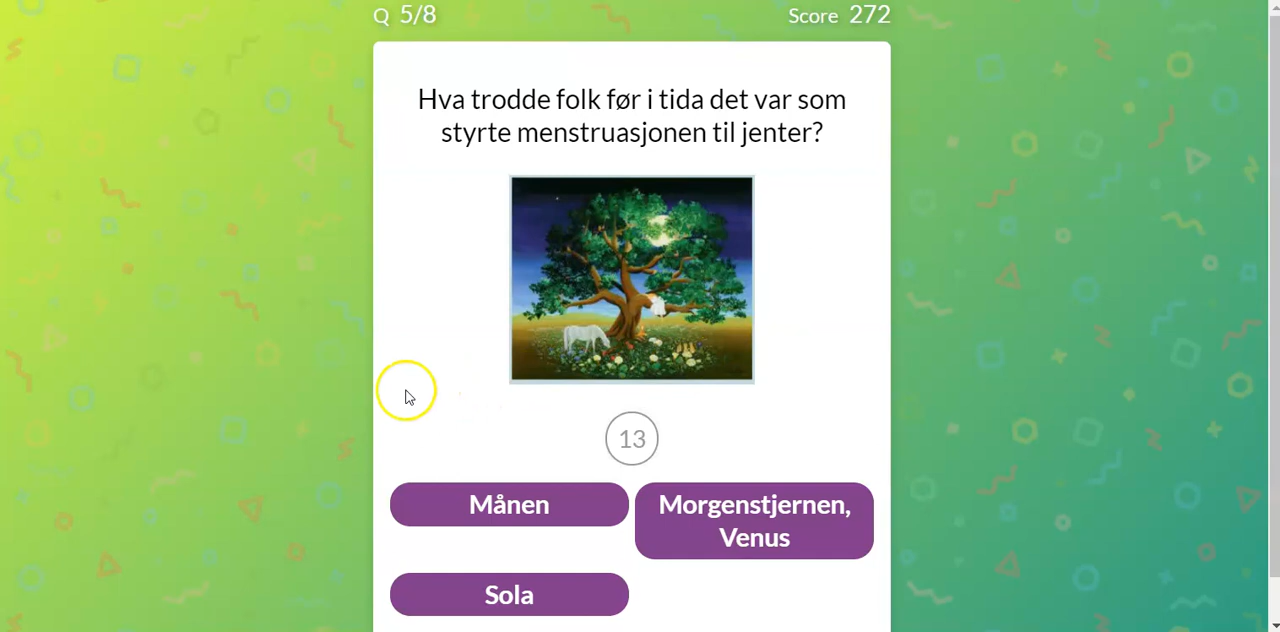 Q 5/8
Score 272
Hva trodde folk før i tida det var som
styrte menstruasjonen til jenter?
13
Månen
Morgenstjernen,
Venus
Sola